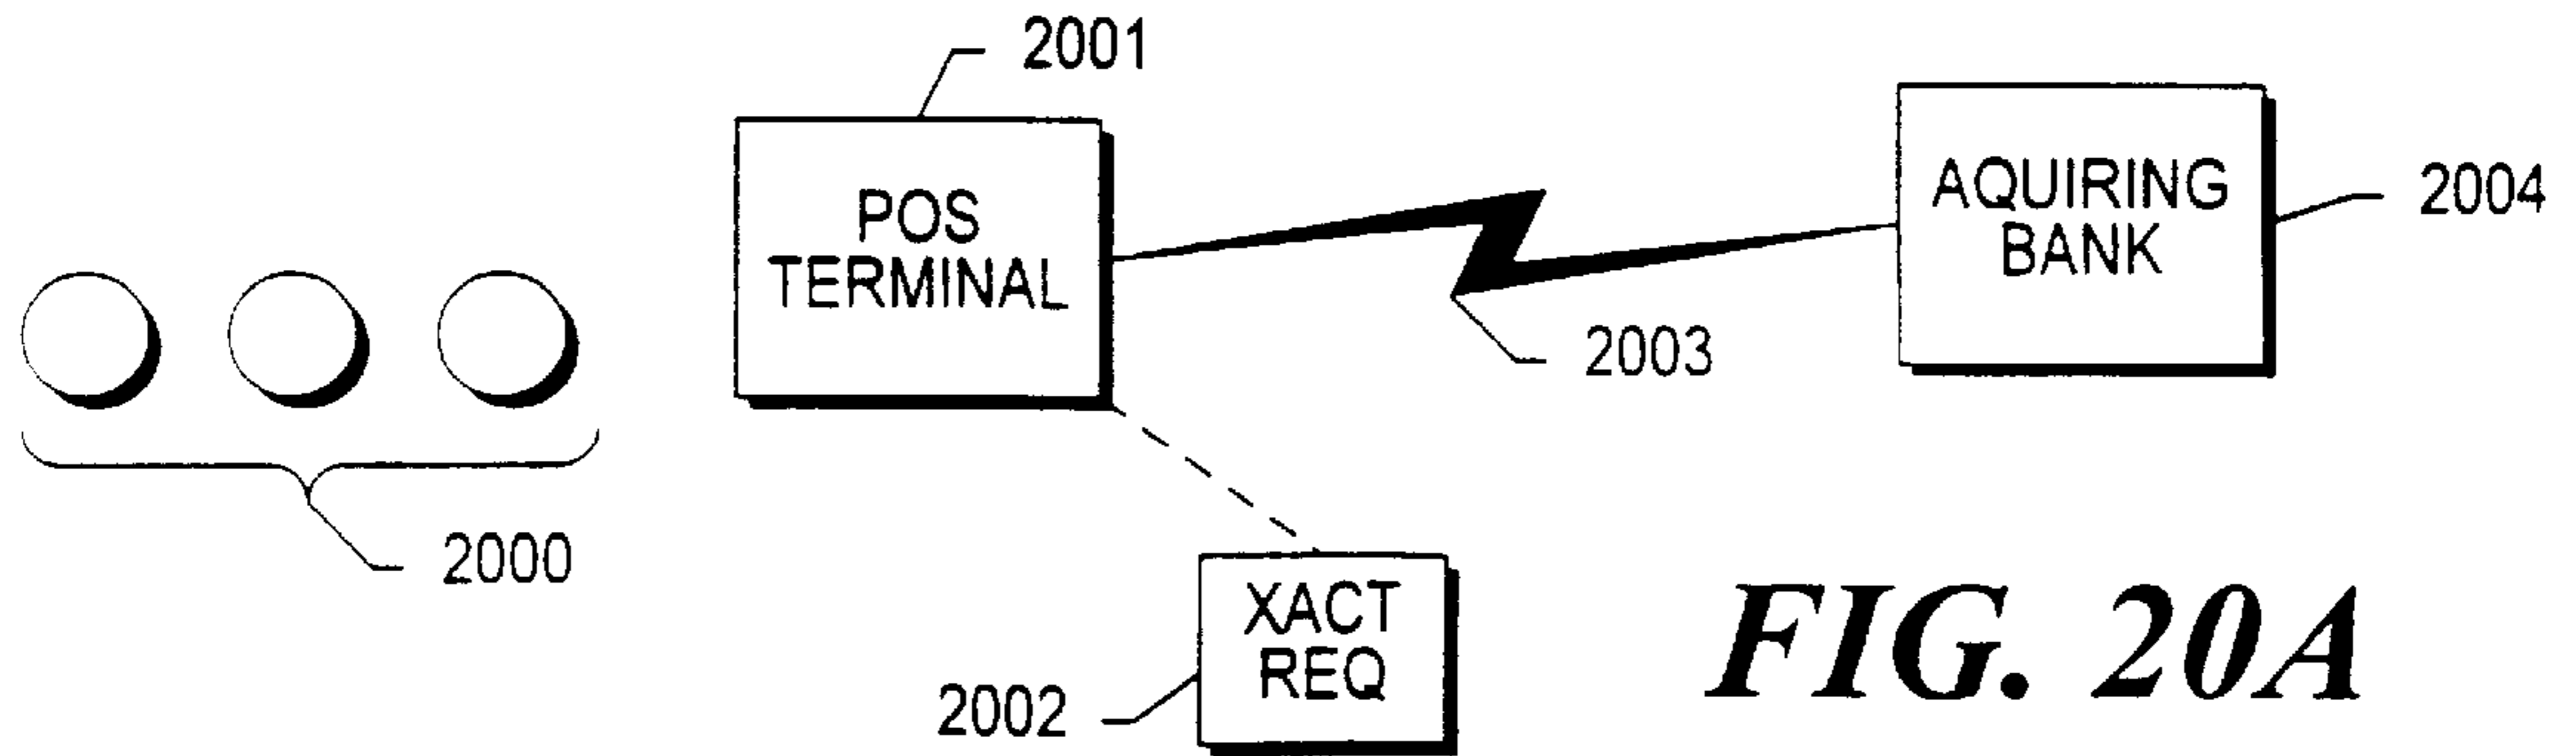 2001
POS
TERMINAL
AQUIRING
BANK
2004
2003
2000
XACT
REQ
2002
FIG. 20A